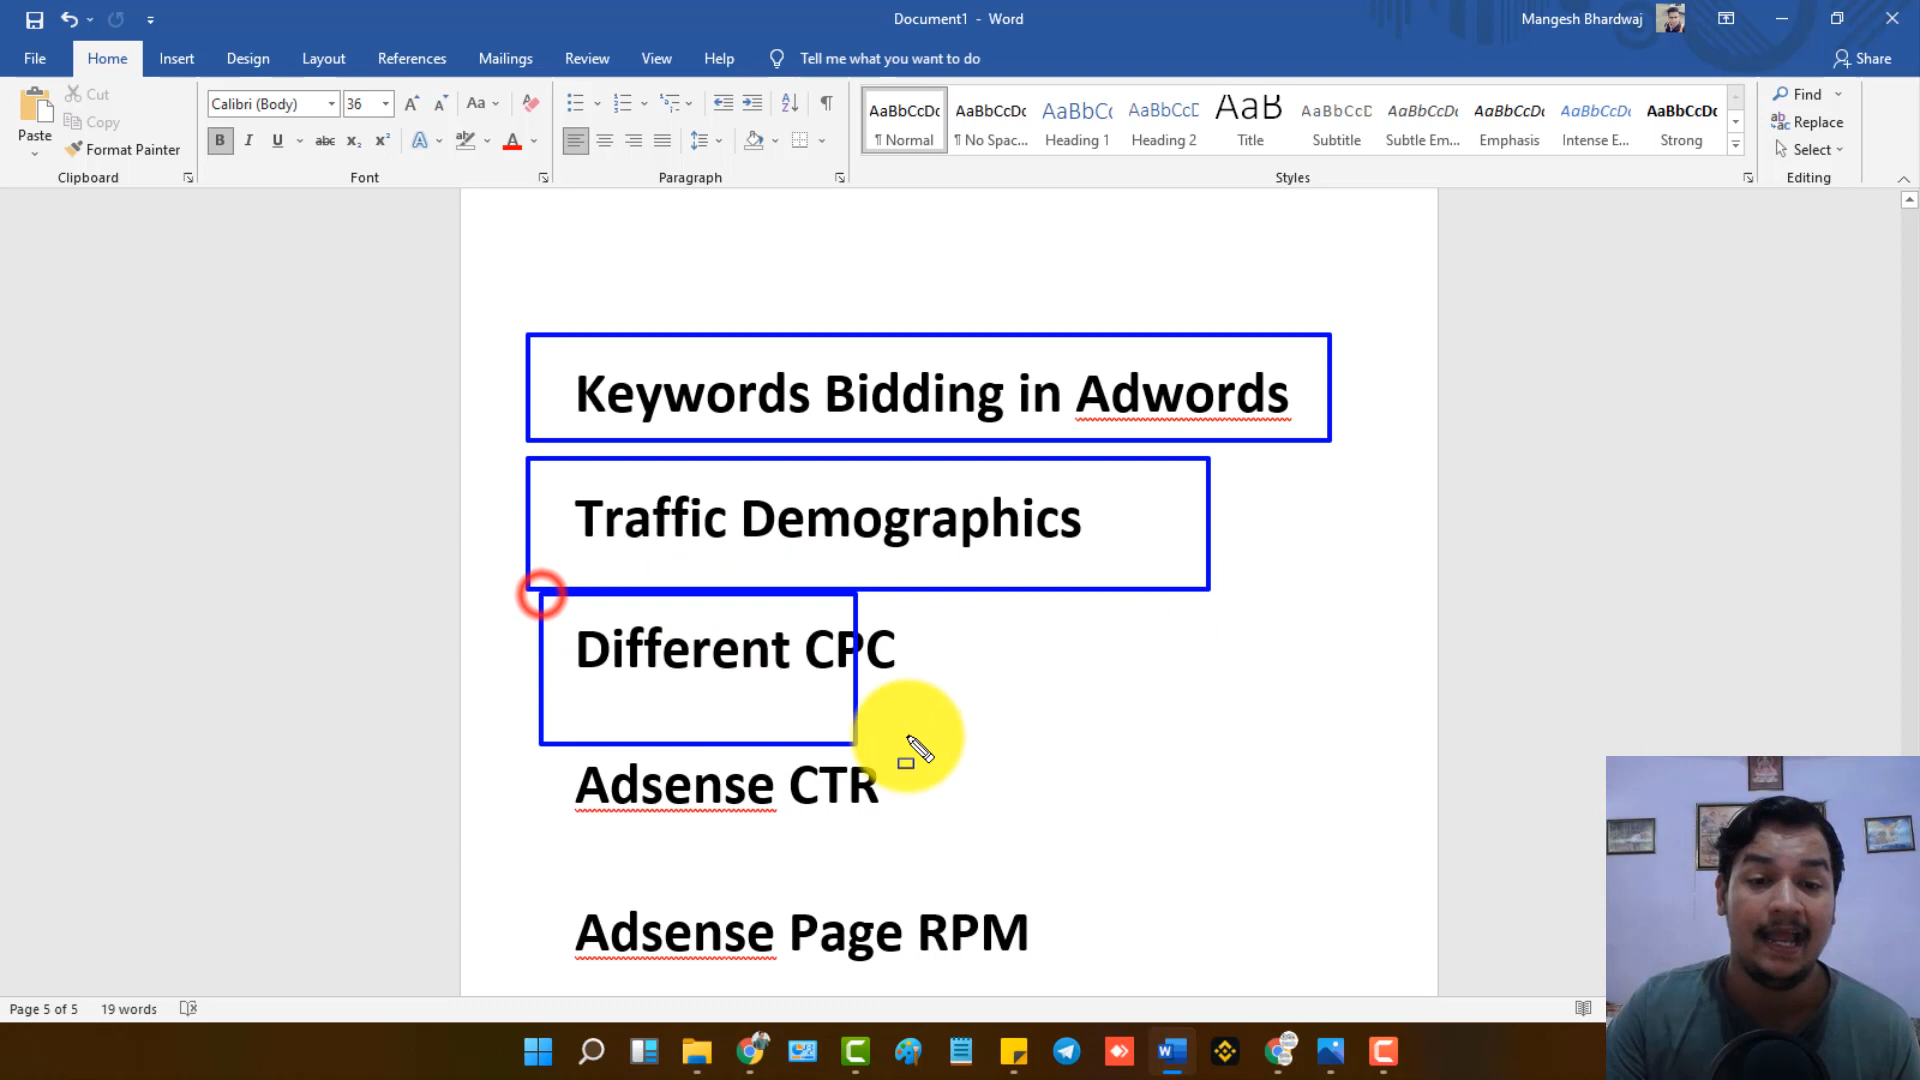 Document1 - Word
Mangesh Bhardwaj
File Home Insert Design Layout References Mailings Review View Help Tell me what you want to do Share
Paste
Cut
Copy
Format Painter
Clipboard
Calibri (Body) 36
Font
Paragraph
AaBbCcDc AaBbCcDc AaBbCc AaBbCcD AaB AaBbCcD AaBbCcDc AaBbCcDc AaBbCcDc AaBbCcDc
¶ Normal ¶ No Spac... Heading 1 Heading 2 Title Subtitle Subtle Em... Emphasis Intense E... Strong
Styles
Find
Replace
Select
Editing
Keywords Bidding in Adwords
Traffic Demographics
Different CPC
Adsense CTR
Adsense Page RPM
Page 5 of 5 19 words